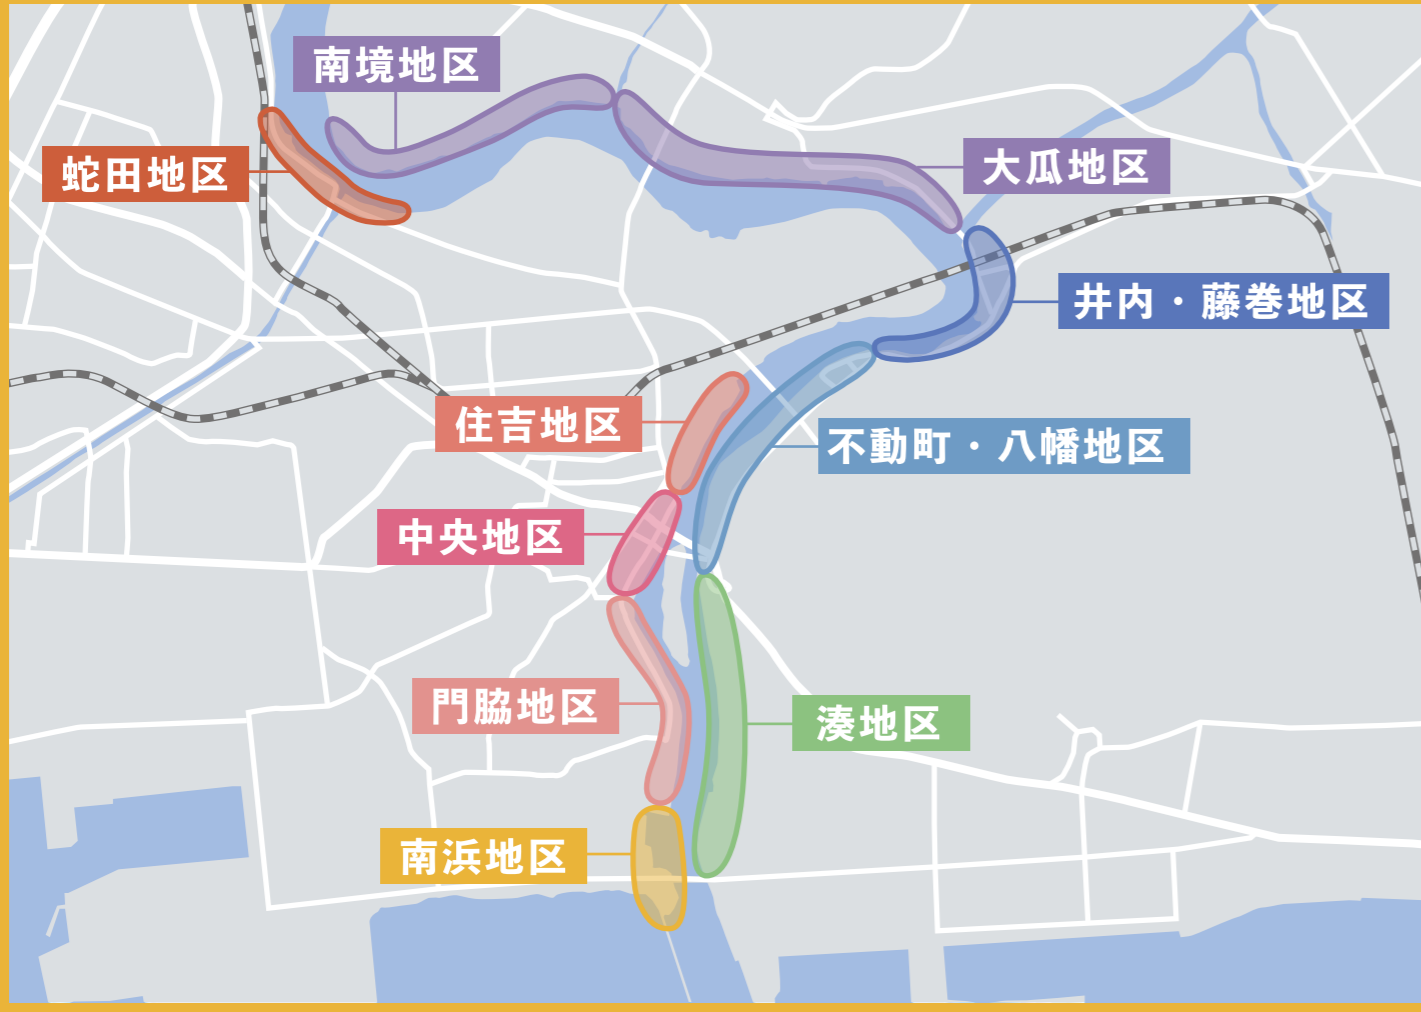 南境地区
大瓜地区
蛇田地区
井内・藤巻地区
住吉地区
不動町・八幡地区
中央地区
門脇地区
湊地区
南浜地区